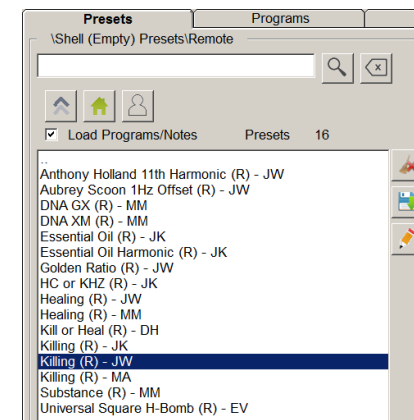 Presets Programs
\Shell (Empty) Presets\Remote
Load Programs/Notes Presets 16
..
Anthony Holland 11th Harmonic (R) - JW
Aubrey Scoon 1Hz Offset (R) - JW
DNA GX (R) - MM
DNA XM (R) - MM
Essential Oil (R) - JK
Essential Oil Harmonic (R) - JK
Golden Ratio (R) - JW
HC or KHZ (R) - JK
Healing (R) - JW
Healing (R) - MM
Kill or Heal (R) - DH
Killing (R) - JK
Killing (R) - JW
Killing (R) - MA
Substance (R) - MM
Universal Square H-Bomb (R) - EV